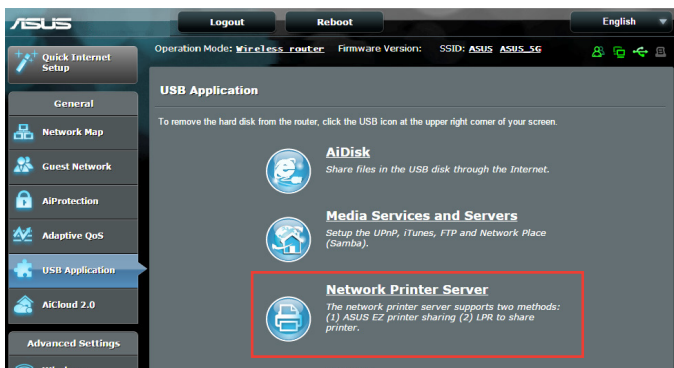 ASUS
Logout
Reboot
English
Quick Internet
Setup
Operation Mode: Wireless router Firmware Version: SSID: ASUS ASUS_5G
General
Network Map
Guest Network
AiProtection
Adaptive QoS
USB Application
AiCloud 2.0
Advanced Settings
USB Application
To remove the hard disk from the router, click the USB icon at the upper right corner of your screen.
AiDisk
Share files in the USB disk through the Internet.
Media Services and Servers
Setup the UPnP, iTunes, FTP and Network Place
(Samba).
Network Printer Server
The network printer server supports two methods:
(1) ASUS EZ printer sharing (2) LPR to share
printer.